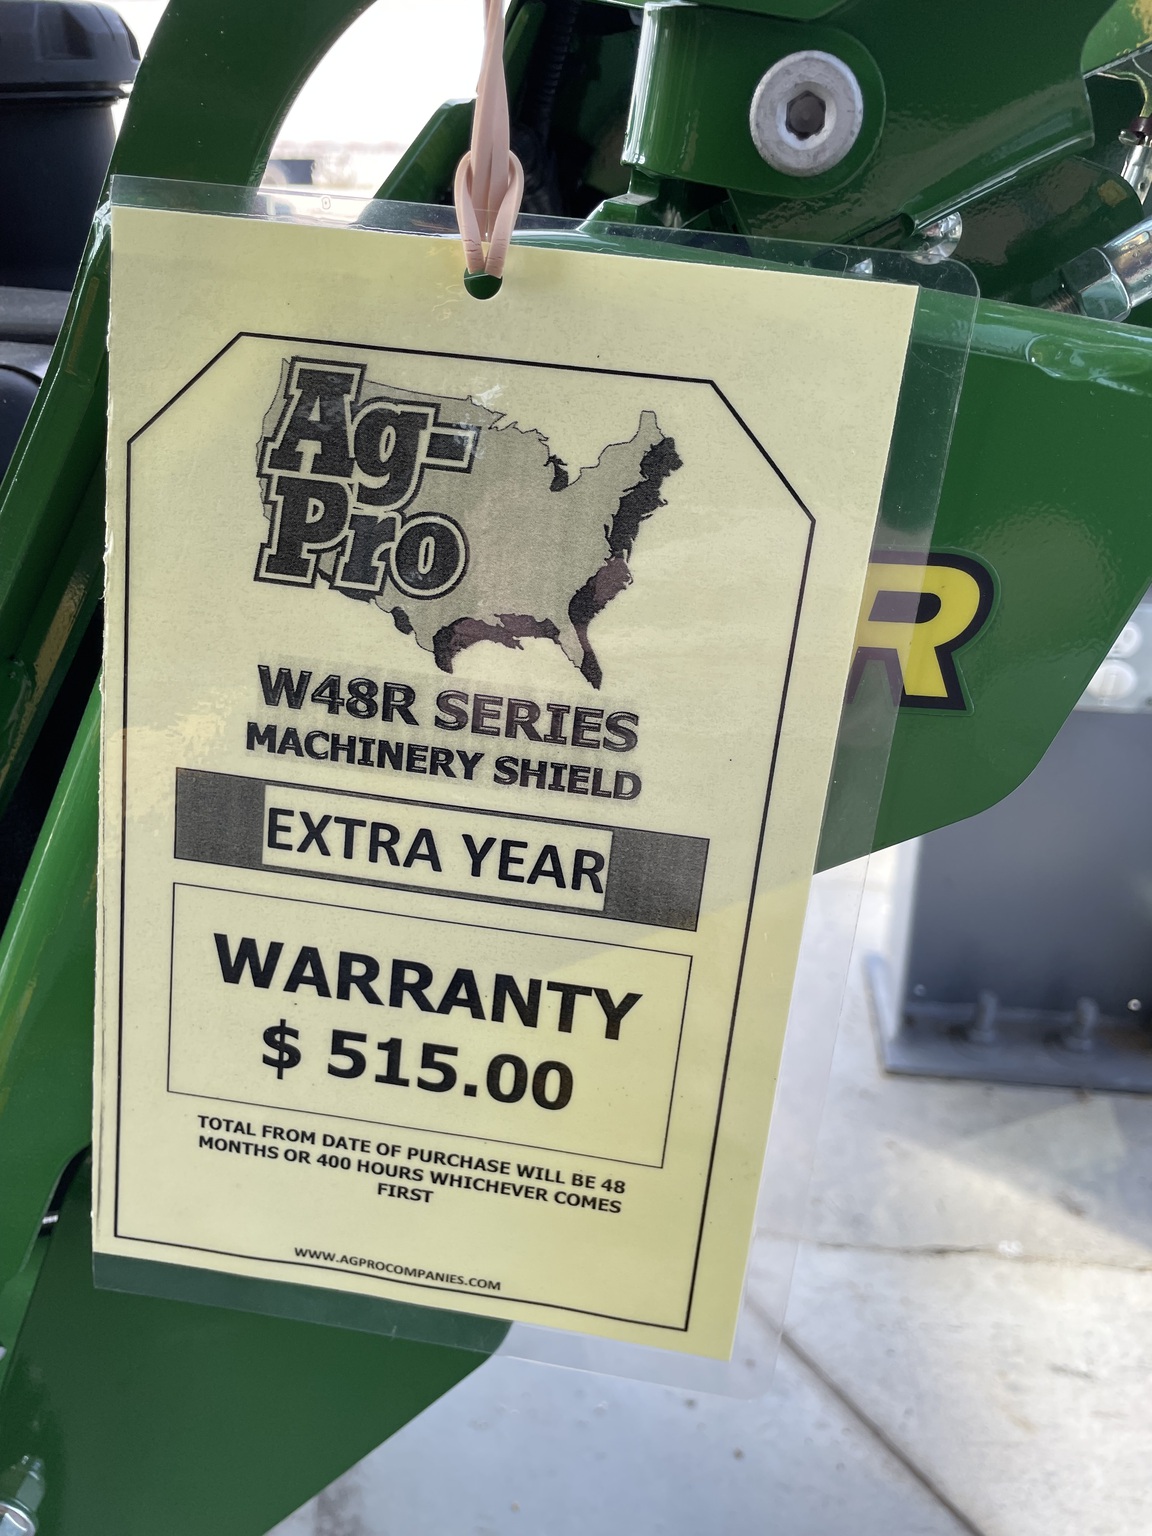 Ag-
Pro
W48R SERIES
MACHINERY SHIELD
EXTRA YEAR
WARRANTY
$ 515.00
TOTAL FROM DATE OF PURCHASE WILL BE 48
MONTHS OR 400 HOURS WHICHEVER COMES
FIRST
WWW.AGPROCOMPANIES.COM
R